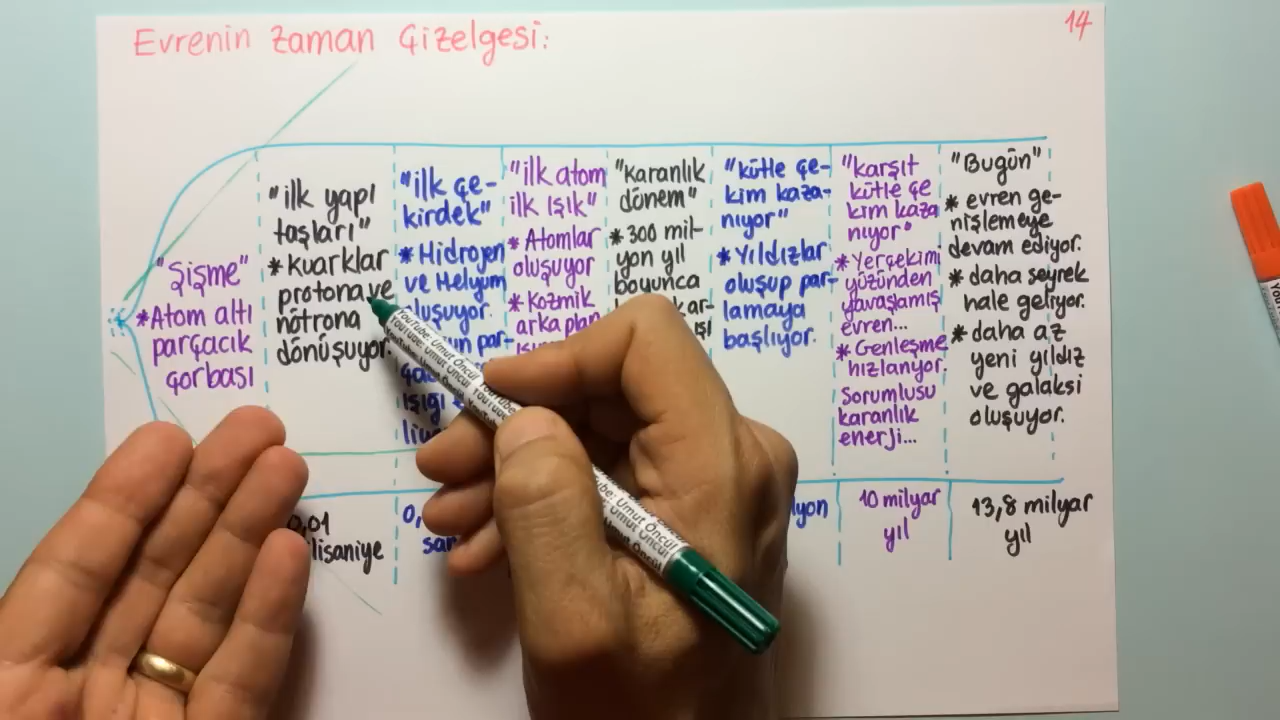 Evrenin Zaman Çizelgesi:
14
"Şişme"
*Atom altı
parçacık
çorbası
"ilk yapı
taşları"
* kuarklar
protona ve
nötrona
dönüşüyor.
"ilk çe-
kirdek"
* Hidrojen
ve Helyum
oluşuyor.
ışığı
"ilk atom
ilk ışık"
* Atomlar
oluşuyor
* Kozmik
arka plan
"Karanlık
dönem"
* 300 mil-
yon yıl
boyunca
"kütle çe-
kim kaza-
nıyor"
* Yıldızlar
oluşup par-
lamaya
başlıyor.
"karşıt
kütle çe
kim kaza
nıyor"
* Yerçekimi
yüzünden
yavaşlamış
evren...
* Genleşme
hızlanıyor.
Sorumlusu
karanlık
enerji...
"Bugün"
* evren ge-
nişlemeye
devam ediyor.
* daha seyrek
hale geliyor.
* daha az
yeni yıldız
ve galaksi
oluşuyor.
0,01
10 milyar
yıl
13,8 milyar
yıl
YouTube: Umut Öncül
YouTube: Umut Öncül